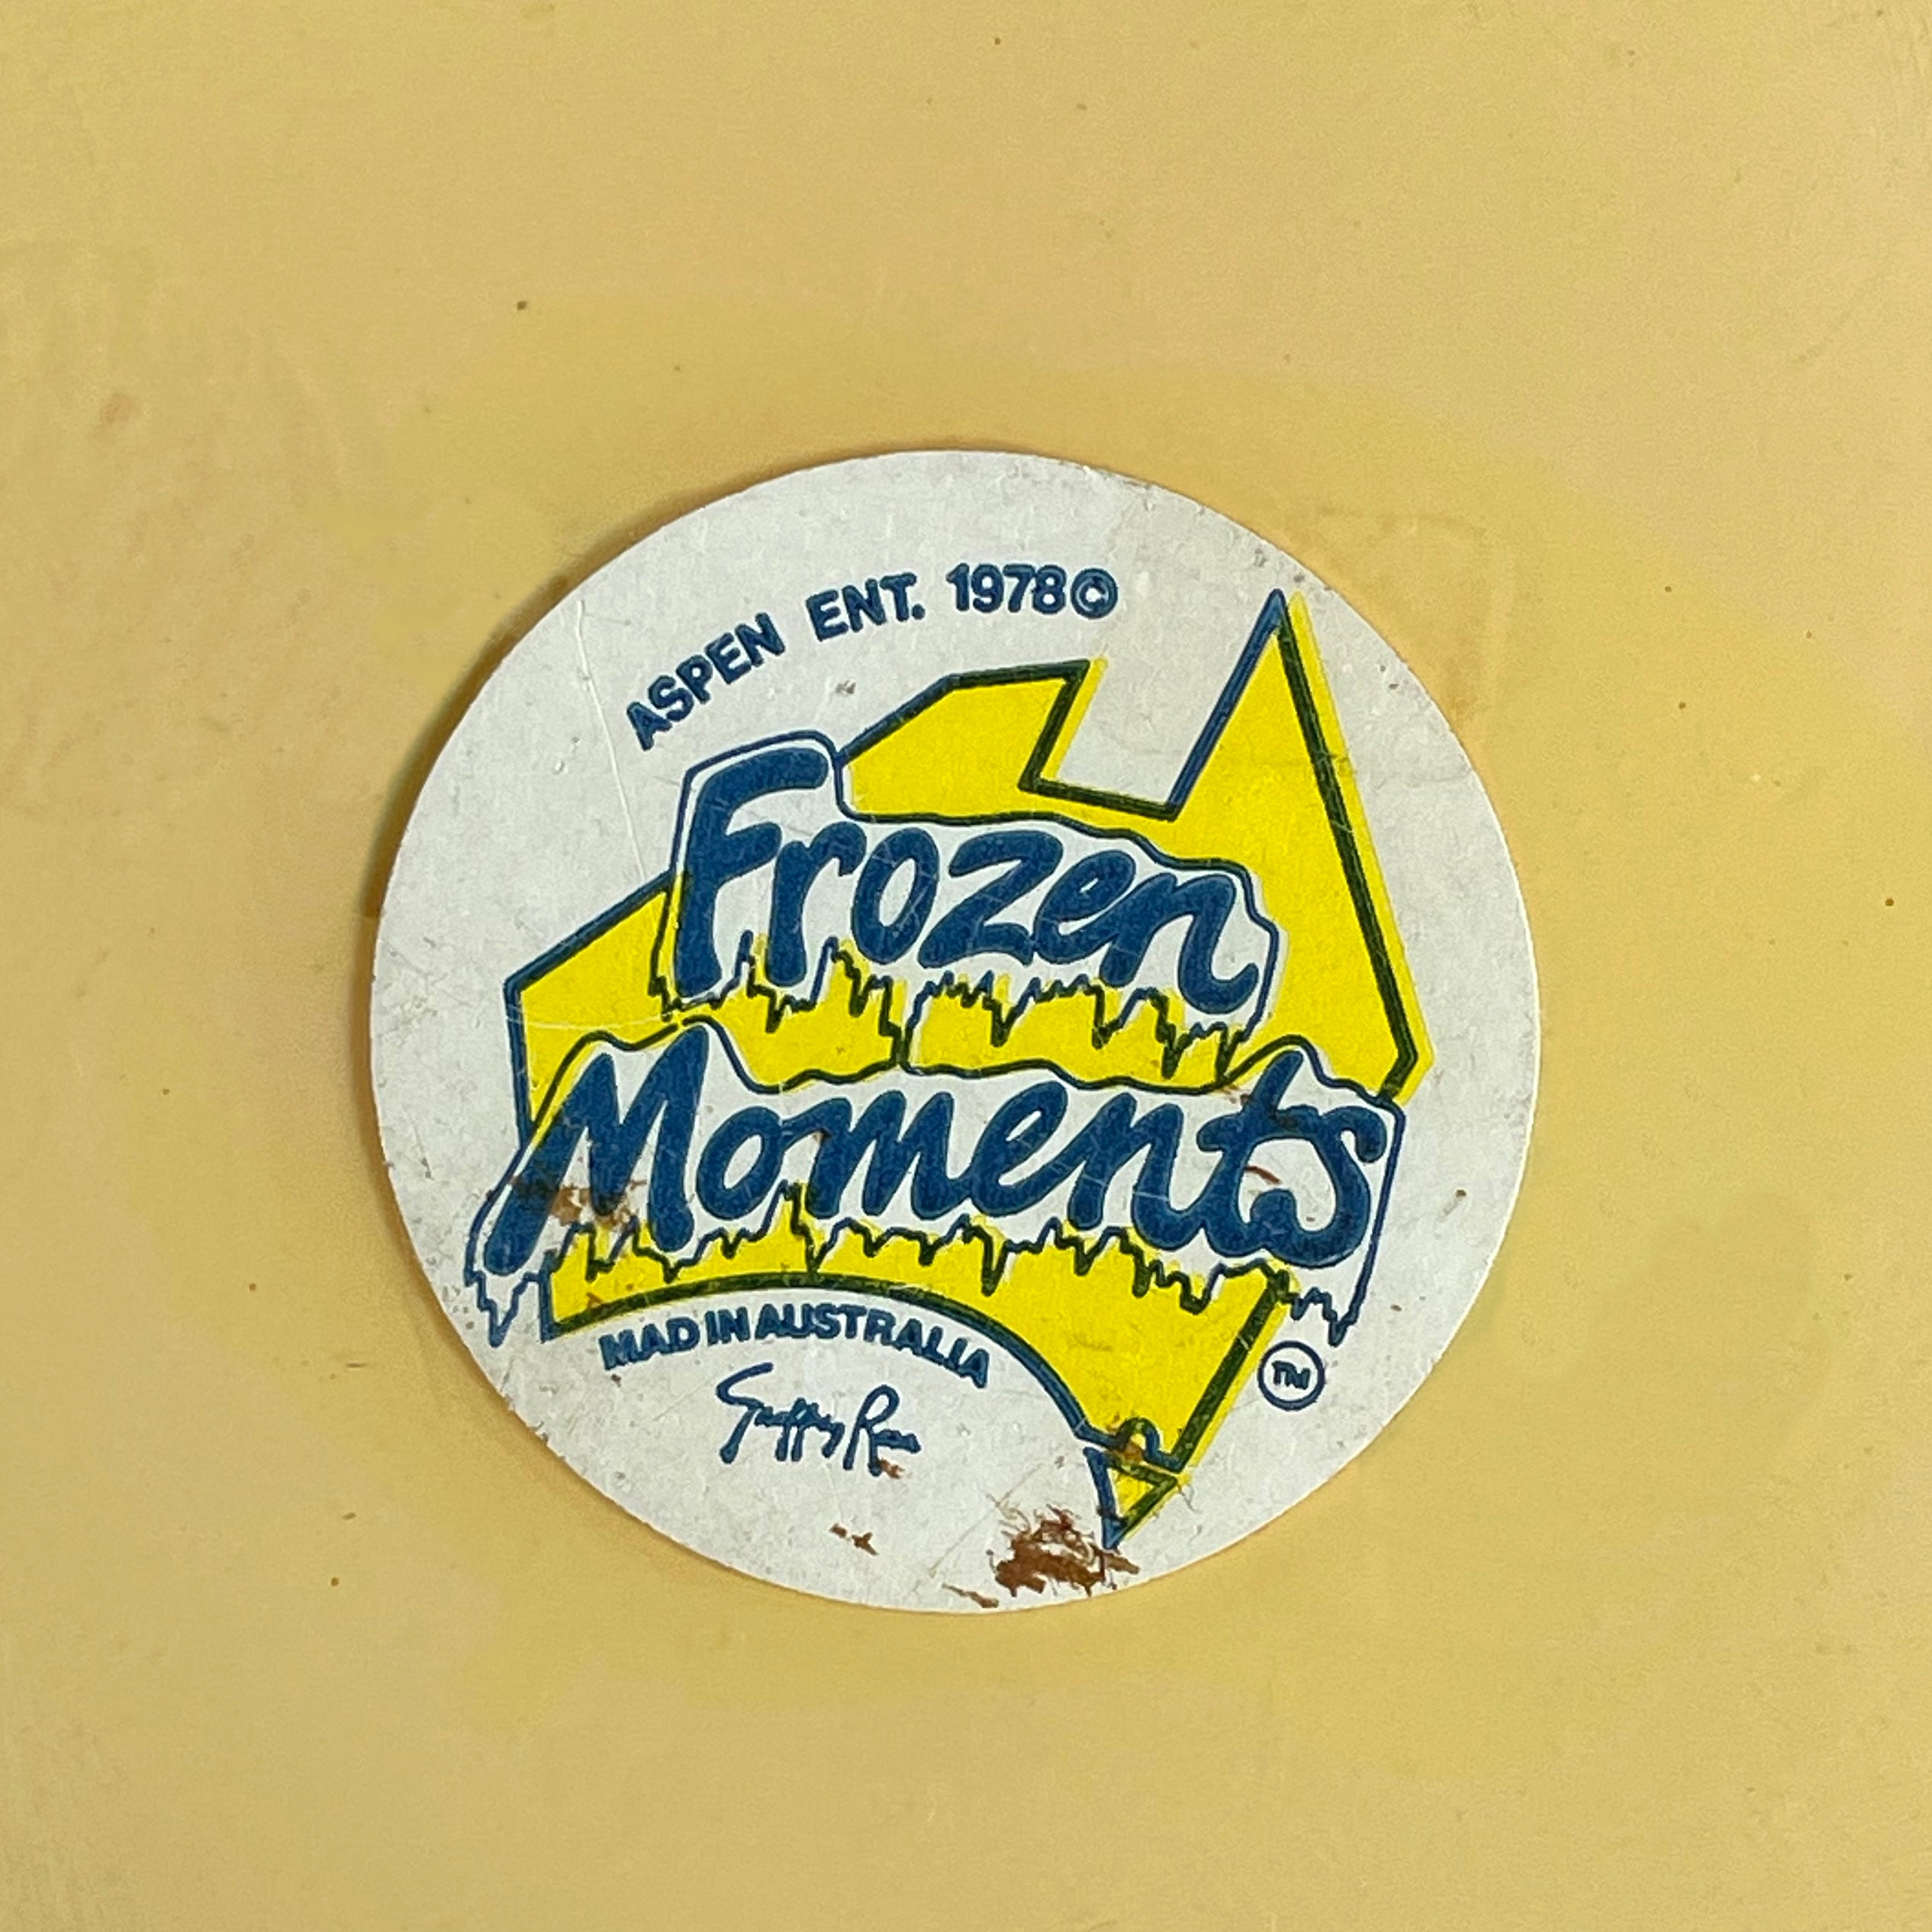 ASPEN ENT. 1978©
Frozen
Moments
MAD IN AUSTRALIA
TM